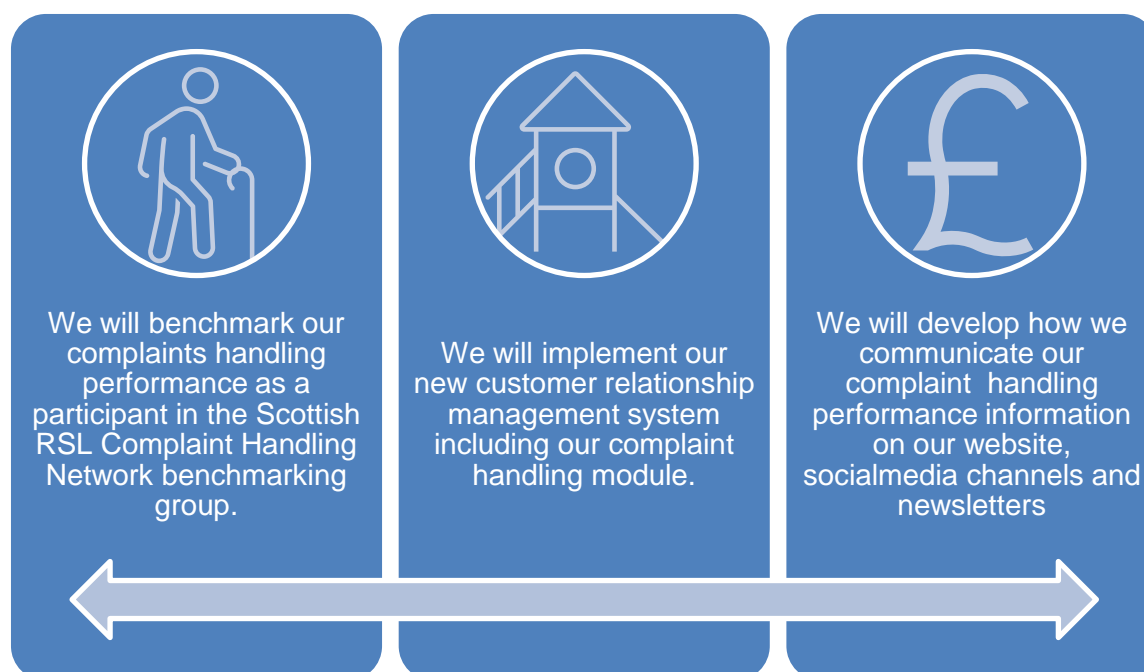 We will benchmark our
complaints handling
performance as a
participant in the Scottish
RSL Complaint Handling
Network benchmarking
group.
We will implement our
new customer relationship
management system
including our complaint
handling module.
£
We will develop how we
communicate our
complaint  handling
performance information
on our website,
socialmedia channels and
newsletters